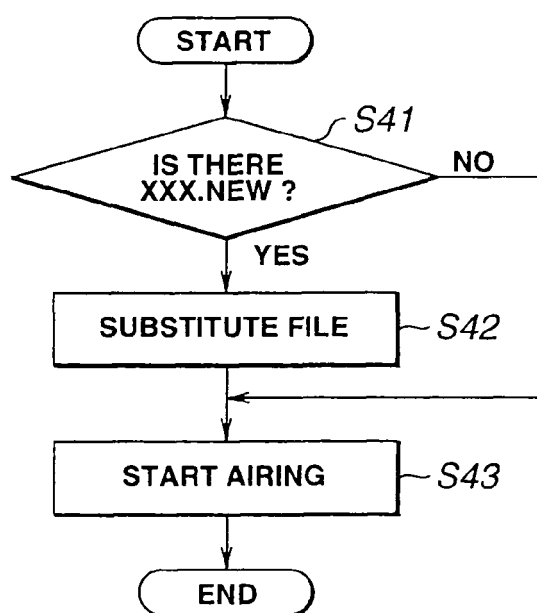 START
S41
IS THERE
XXX.NEW ?
NO
YES
SUBSTITUTE FILE
S42
START AIRING
S43
END